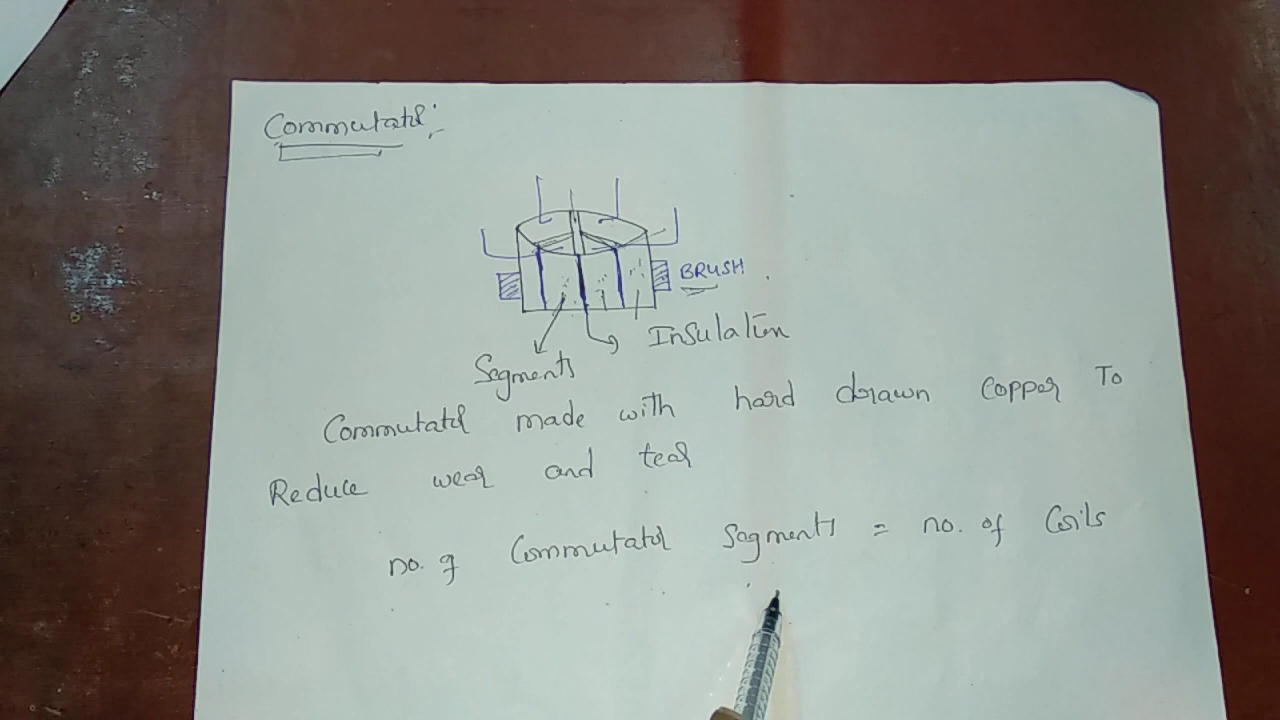 Commutator:
BRUSH
Insulation
Segments
Commutator made with hard drawn Copper To
Reduce wear and tear
no. of Commutator Segments = no. of Coils